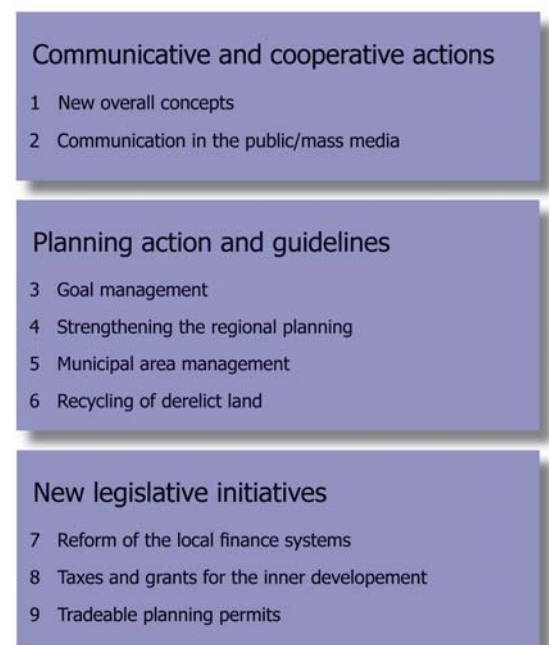 Communicative and cooperative actions
1 New overall concepts
2 Communication in the public/mass media
Planning action and guidelines
3 Goal management
4 Strengthening the regional planning
5 Municipal area management
6 Recycling of derelict land
New legislative initiatives
7 Reform of the local finance systems
8 Taxes and grants for the inner developement
9 Tradeable planning permits